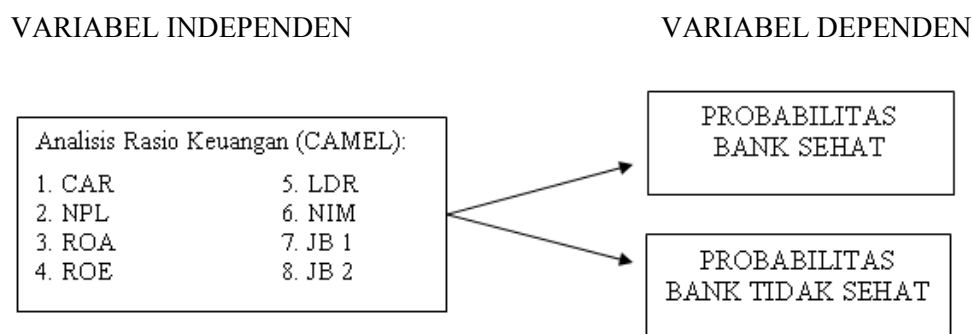 VARIABEL INDEPENDEN
VARIABEL DEPENDEN
Analisis Rasio Keuangan (CAMEL):
1. CAR
2. NPL
3. ROA
4. ROE
5. LDR
6. NIM
7. JB 1
8. JB 2
PROBABILITAS
BANK SEHAT
PROBABILITAS
BANK TIDAK SEHAT